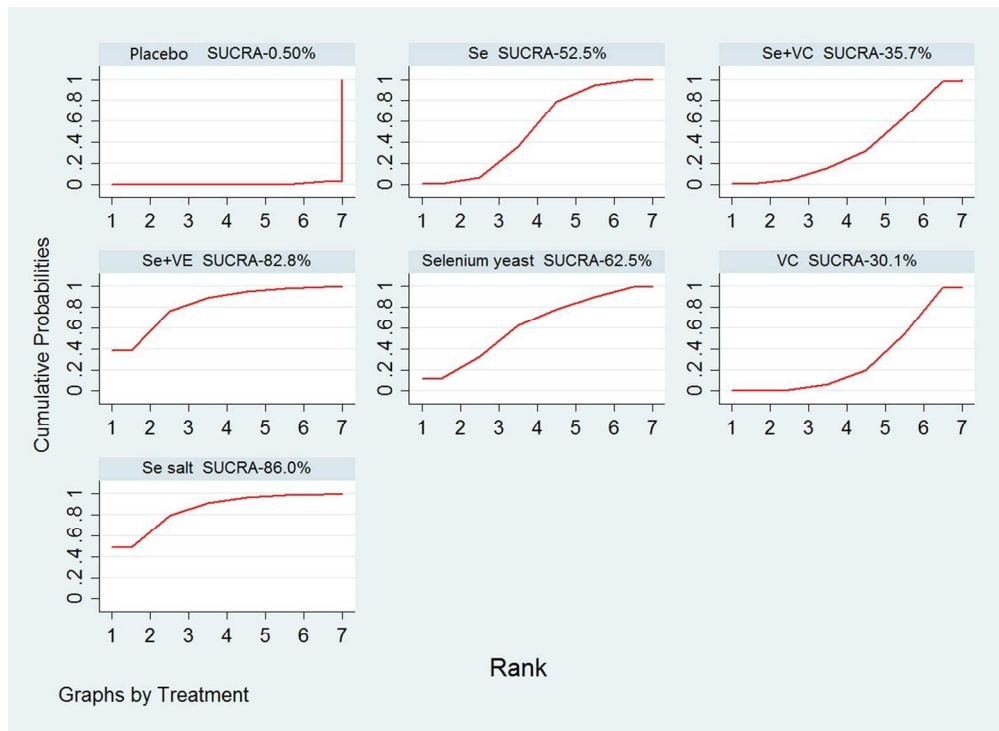 Placebo SUCRA-0.50%
Se SUCRA-52.5%
Se+VC SUCRA-35.7%
0 .2 .4 .6 .8 1
0 .2 .4 .6 .8 1
0 .2 .4 .6 .8 1
1 2 3 4 5 6 7
1 2 3 4 5 6 7
1 2 3 4 5 6 7
Se+VE SUCRA-82.8%
Selenium yeast SUCRA-62.5%
VC SUCRA-30.1%
Cumulative Probabilities
0 .2 .4 .6 .8 1
0 .2 .4 .6 .8 1
0 .2 .4 .6 .8 1
1 2 3 4 5 6 7
1 2 3 4 5 6 7
1 2 3 4 5 6 7
Se salt SUCRA-86.0%
0 .2 .4 .6 .8 1
1 2 3 4 5 6 7
Rank
Graphs by Treatment